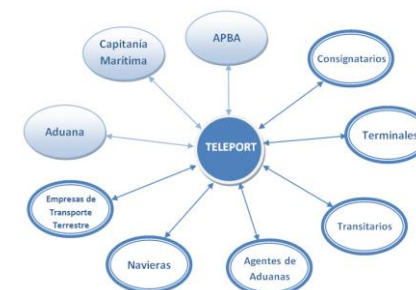 APBA
Capitanía
Marítima
Consignatarios
Aduana
TELEPORT
Terminales
Empresas de
Transporte
Terrestre
Transitarios
Navieras
Agentes de
Aduanas